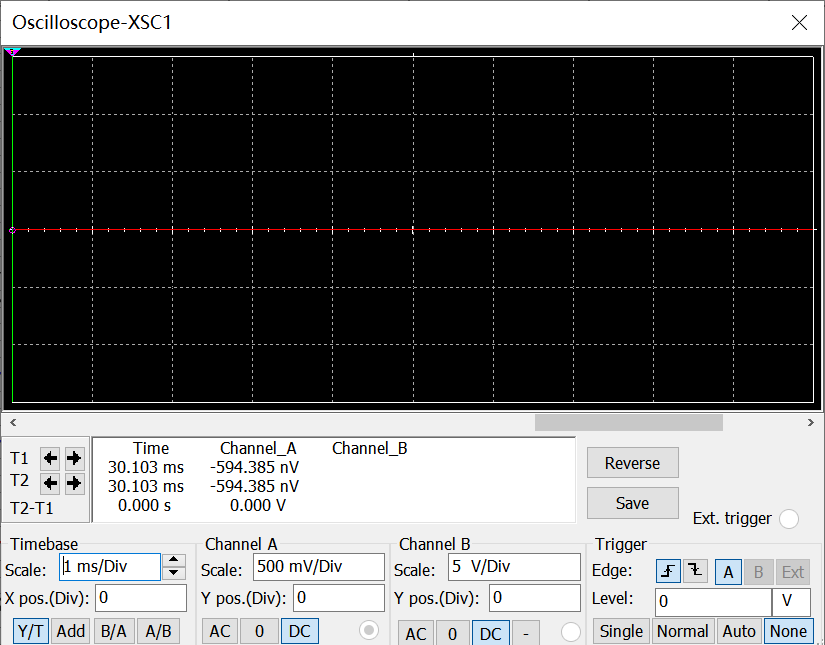 Oscilloscope-XSC1
T1
T2
T2-T1
Time Channel_A Channel_B
30.103 ms -594.385 nV
30.103 ms -594.385 nV
0.000 s 0.000 V
Reverse
Save
Ext. trigger
Timebase
Scale: 1 ms/Div
X pos.(Div): 0
Y/T Add B/A A/B
Channel A
Scale: 500 mV/Div
Y pos.(Div): 0
AC 0 DC
Channel B
Scale: 5 V/Div
Y pos.(Div): 0
AC 0 DC -
Trigger
Edge: A B Ext
Level: 0 V
Single Normal Auto None